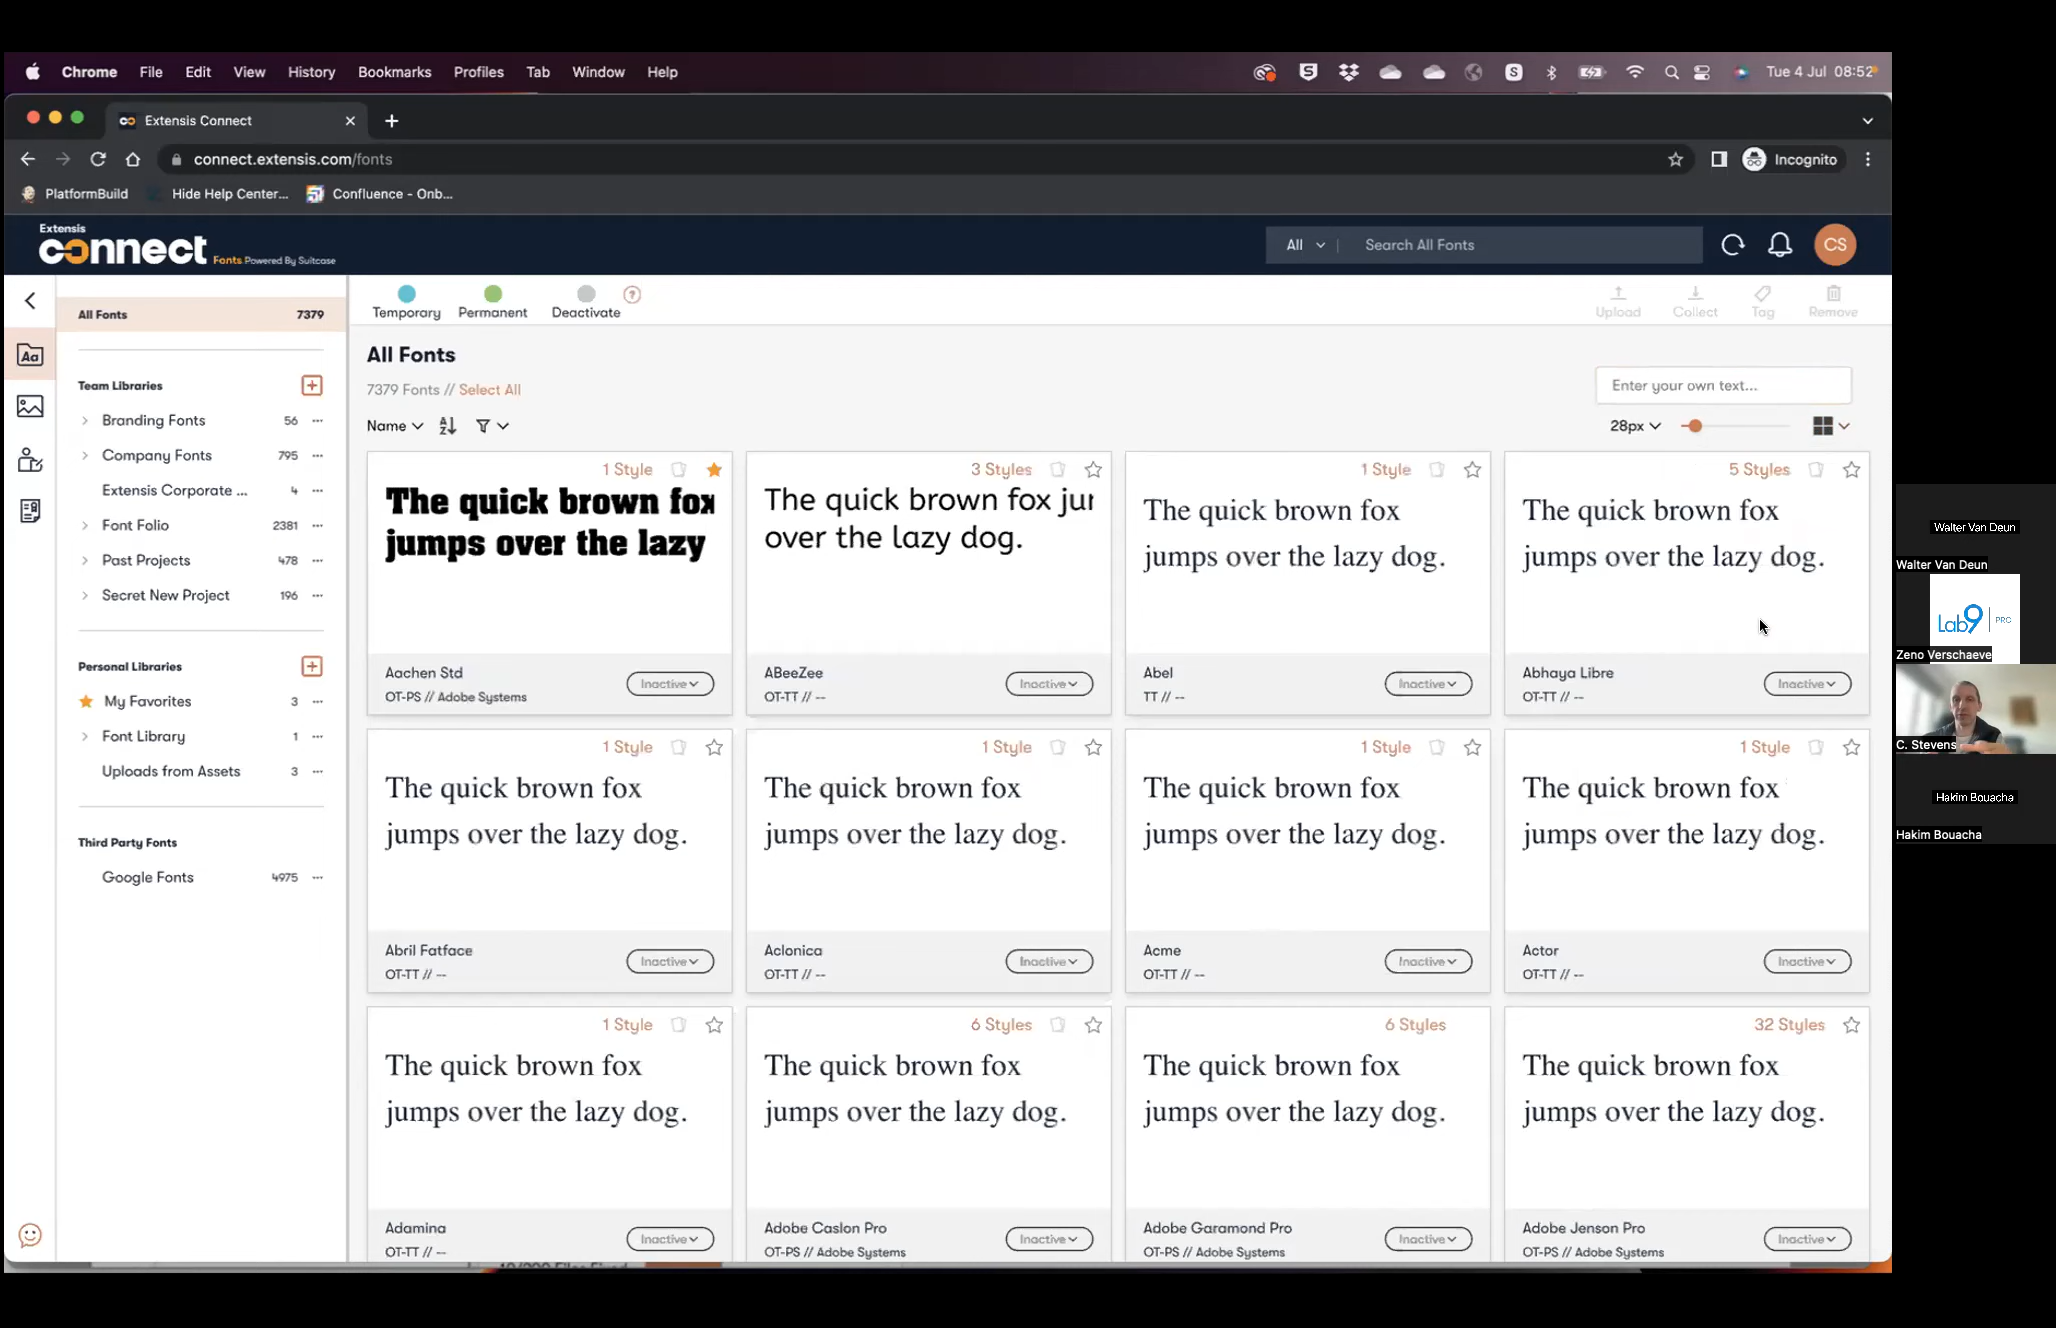 Chrome File Edit View History Bookmarks Profiles Tab Window Help Tue 4 Jul 08:52
Extensis Connect
connect.extensis.com/fonts Incognito
PlatformBuild Hide Help Center... Confluence - Onb...
Extensis
connect Fonts Powered By Suitcase
All Search All Fonts CS
All Fonts 7379
Team Libraries
Branding Fonts 56
Company Fonts 795
Extensis Corporate ... 4
Font Folio 2381
Past Projects 478
Secret New Project 196
Personal Libraries
My Favorites 3
Font Library 1
Uploads from Assets 3
Third Party Fonts
Google Fonts 4975
Temporary Permanent Deactivate ? Upload Collect Tag Remove
All Fonts
7379 Fonts // Select All
Enter your own text...
Name 28px
1 Style
The quick brown fox
jumps over the lazy
Aachen Std
OT-PS // Adobe Systems
Inactive
3 Styles
The quick brown fox jur
over the lazy dog.
ABeeZee
OT-TT // --
Inactive
1 Style
The quick brown fox
jumps over the lazy dog.
Abel
TT // --
Inactive
5 Styles
The quick brown fox
jumps over the lazy dog.
Abhaya Libre
OT-TT // --
Inactive
1 Style
The quick brown fox
jumps over the lazy dog.
Abril Fatface
OT-TT // --
Inactive
1 Style
The quick brown fox
jumps over the lazy dog.
Aclonica
OT-TT // --
Inactive
1 Style
The quick brown fox
jumps over the lazy dog.
Acme
OT-TT // --
Inactive
1 Style
The quick brown fox
jumps over the lazy dog.
Actor
OT-TT // --
Inactive
1 Style
The quick brown fox
jumps over the lazy dog.
Adamina
OT-TT // --
Inactive
6 Styles
The quick brown fox
jumps over the lazy dog.
Adobe Caslon Pro
OT-PS // Adobe Systems
Inactive
6 Styles
The quick brown fox
jumps over the lazy dog.
Adobe Garamond Pro
OT-PS // Adobe Systems
Inactive
32 Styles
The quick brown fox
jumps over the lazy dog.
Adobe Jenson Pro
OT-PS // Adobe Systems
Inactive
Walter Van Deun
Walter Van Deun
Lab9 PRO
Zeno Verschaeve
C. Stevens
Hakim Bouacha
Hakim Bouacha